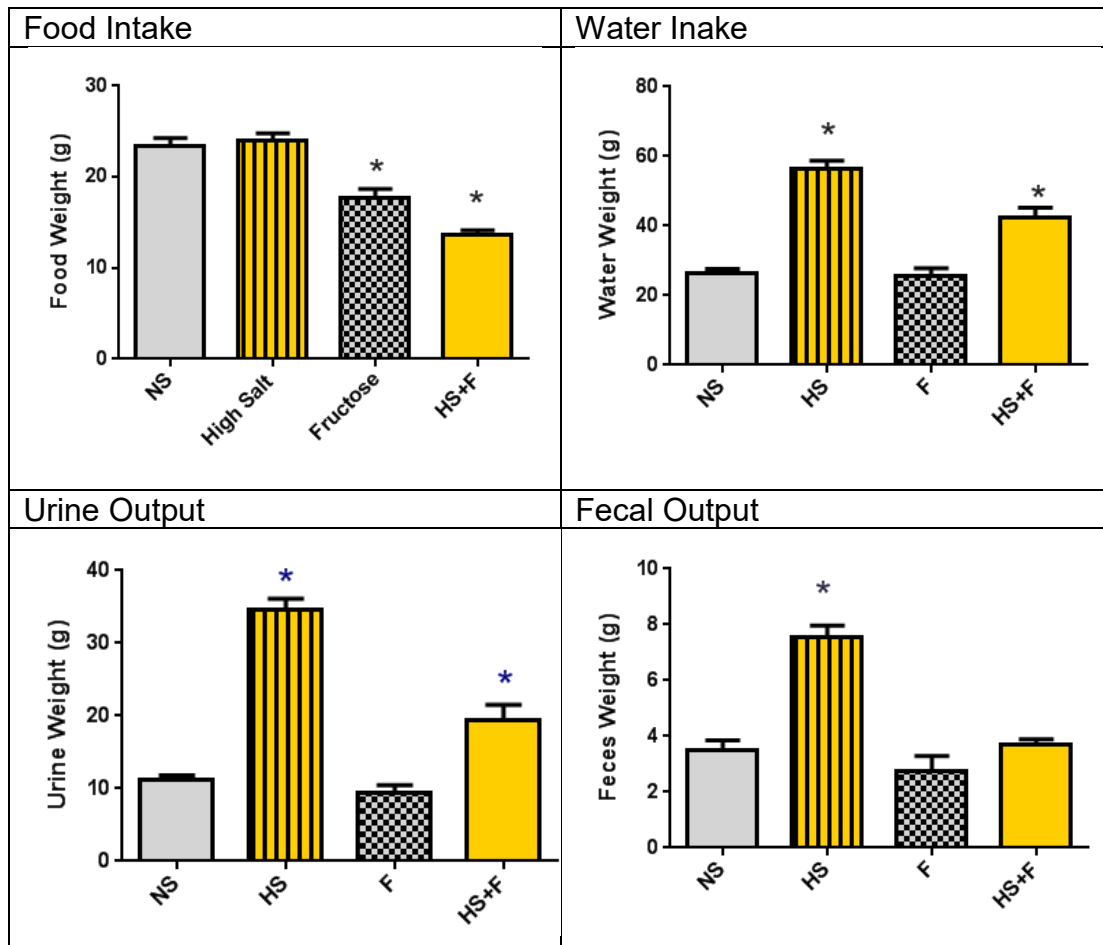 Food Intake
Water Inake
30
20
10
0
Food Weight (g)
*
*
NS
High Salt
Fructose
HS+F
80
60
40
20
0
Water Weight (g)
*
*
NS
HS
F
HS+F
Urine Output
Fecal Output
40
30
20
10
0
Urine Weight (g)
*
*
NS
HS
F
HS+F
10
8
6
4
2
0
Feces Weight (g)
*
NS
HS
F
HS+F